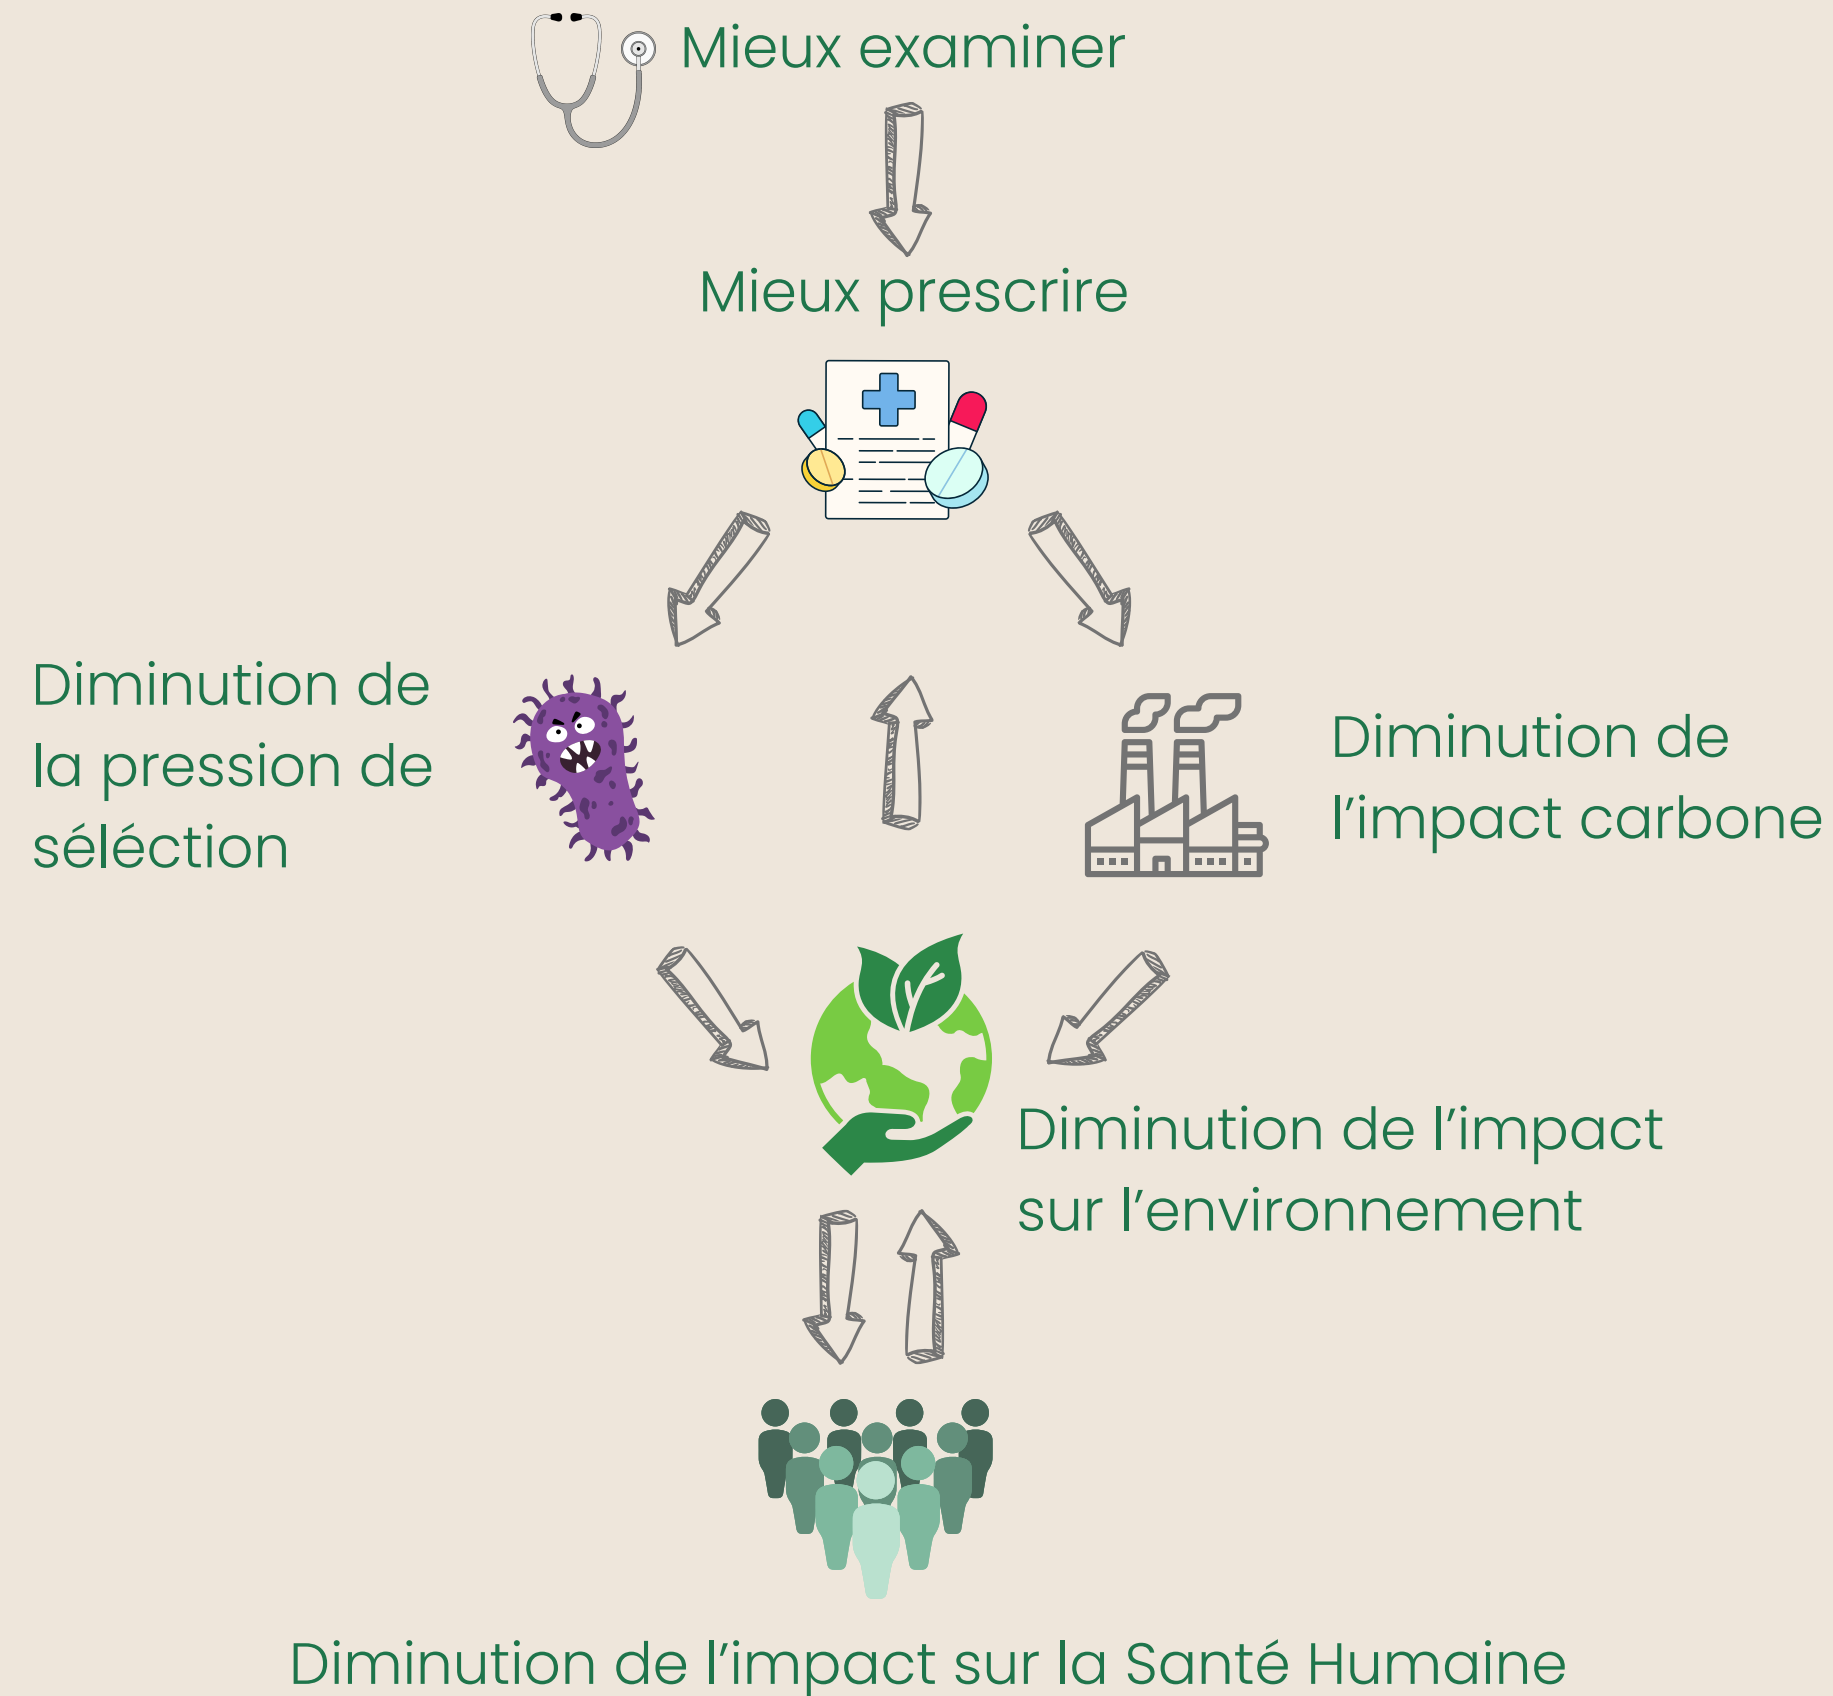 Mieux examiner
Mieux prescrire
Diminution de
la pression de
séléction
Diminution de
l'impact carbone
Diminution de l'impact
sur l'environnement
Diminution de l'impact sur la Santé Humaine